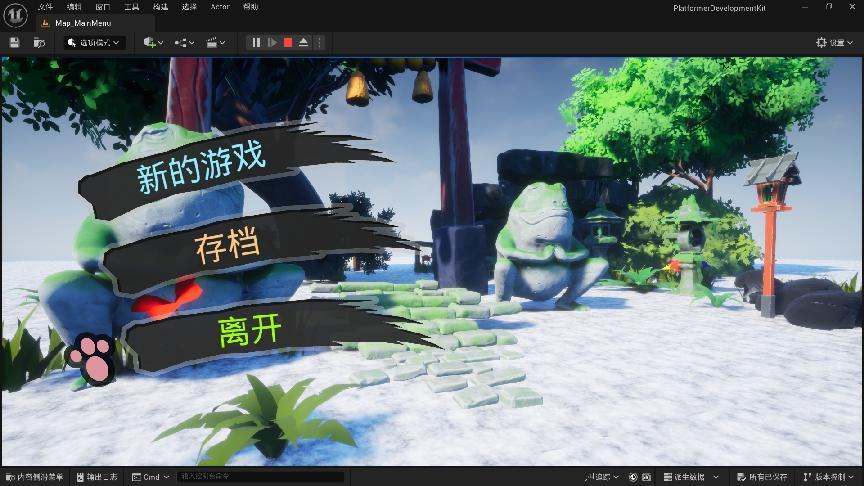 文件 编辑 窗口 工具 构建 选择 Actor 帮助
PlatformerDevelopmentKit
Map_MainMenu
选项模式
设置
新的游戏
存档
离开
内容侧滑菜单 输出日志 Cmd 输入控制台命令 追踪 派生数据 所有已保存 版本控制